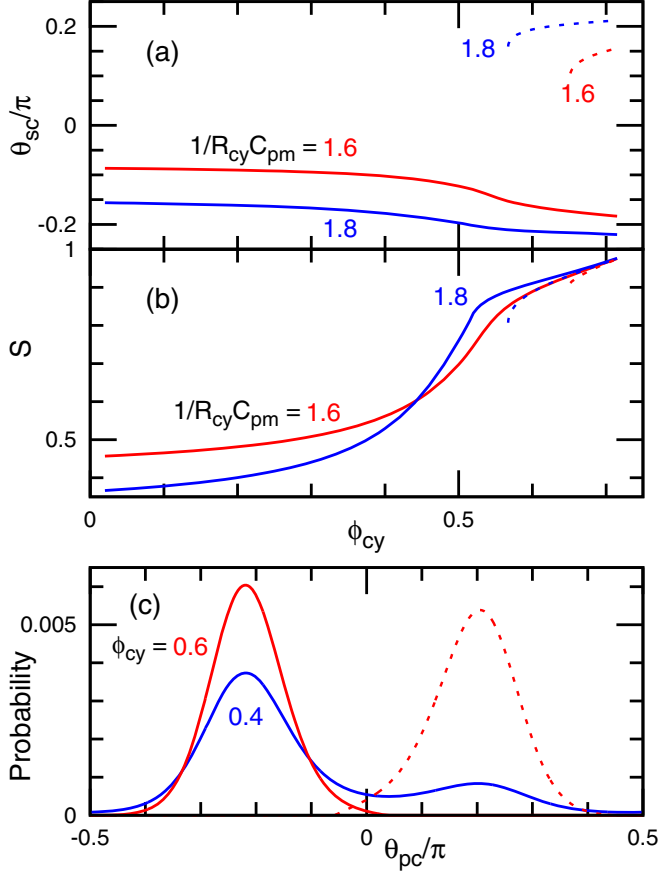 0.2
(a)
1.8
1.6
θsc/π
0
1/RcyCpm = 1.6
1.8
-0.2
1
(b)
1.8
S
1/RcyCpm = 1.6
0.5
0
0.5
ϕcy
(c)
0.005
ϕcy = 0.6
0.4
Probability
0
-0.5
0
0.5
θpc/π